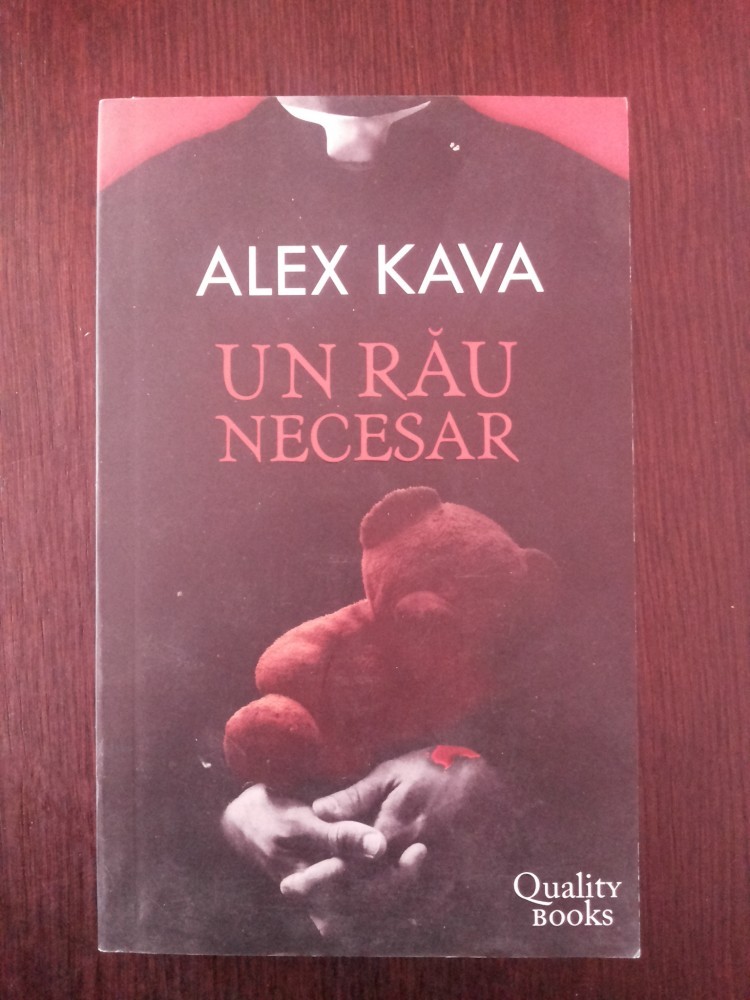 ALEX KAVA
UN RĂU
NECESAR
Quality
BOOKS